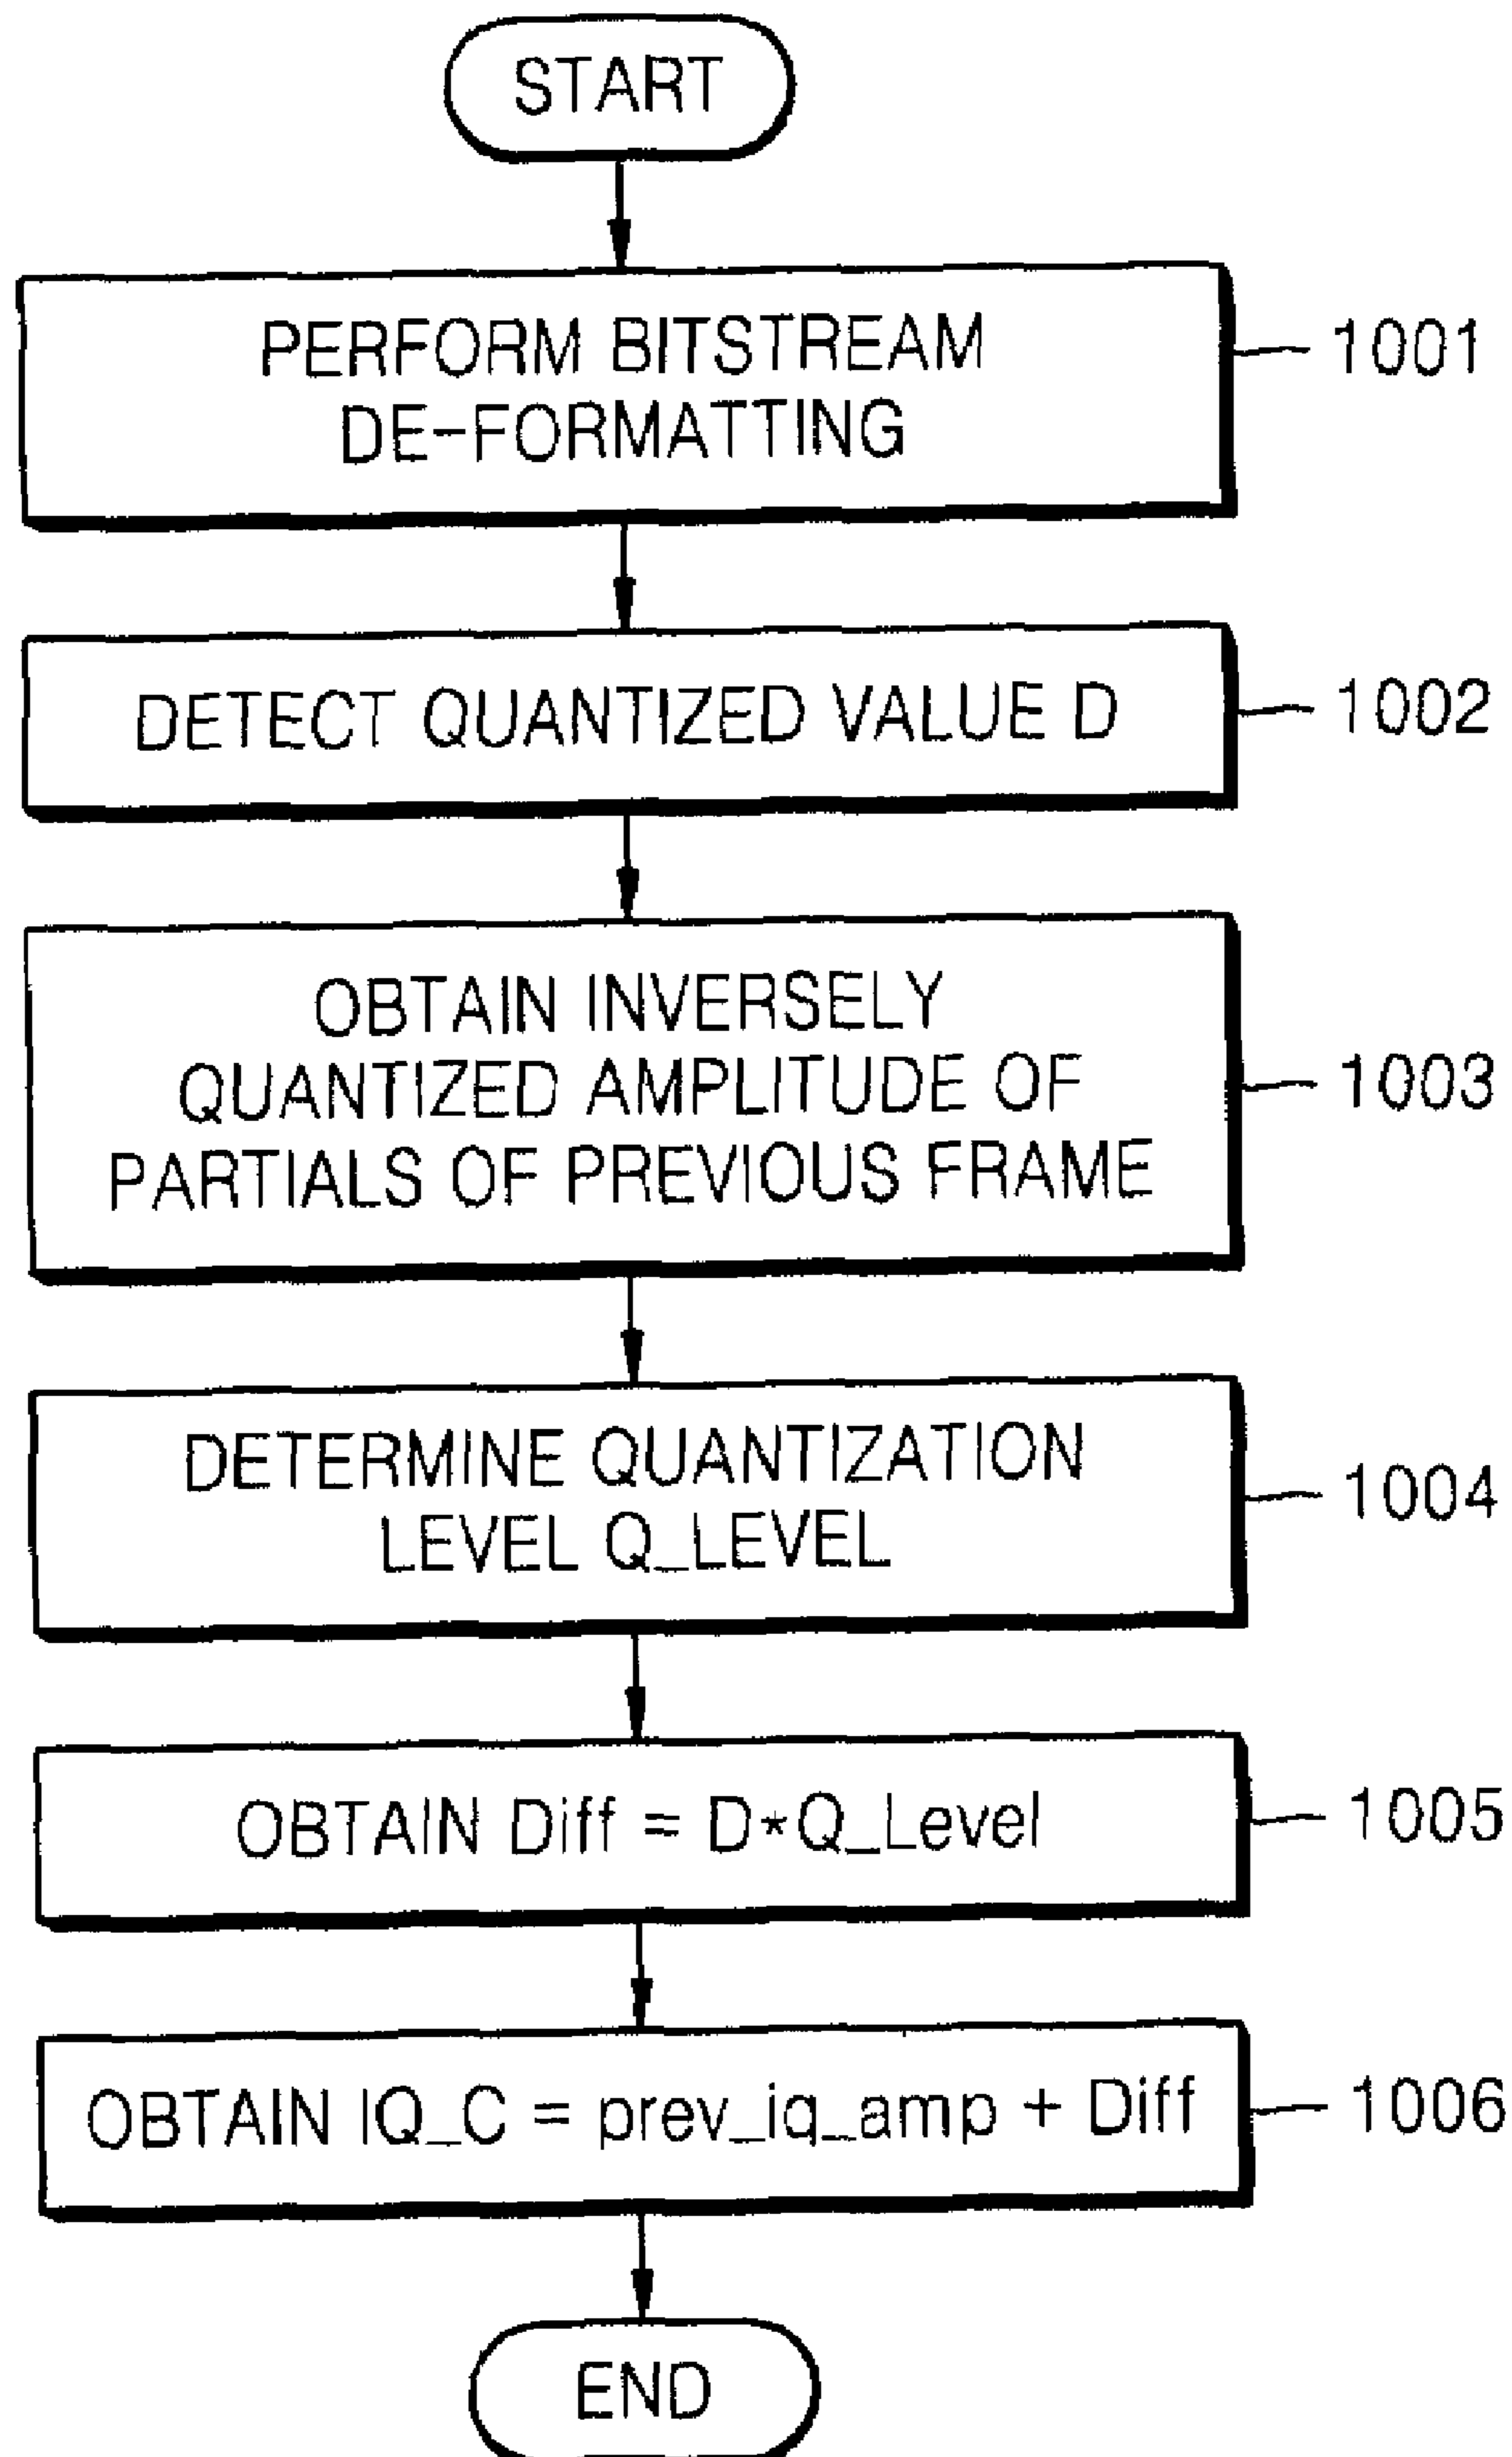 START
PERFORM BITSTREAM
DE-FORMATTING
1001
DETECT QUANTIZED VALUE D
1002
OBTAIN INVERSELY
QUANTIZED AMPLITUDE OF
PARTIALS OF PREVIOUS FRAME
1003
DETERMINE QUANTIZATION
LEVEL Q_LEVEL
1004
OBTAIN Diff = D*Q_Level
1005
OBTAIN IQ_C = prev_iq_amp + Diff
1006
END